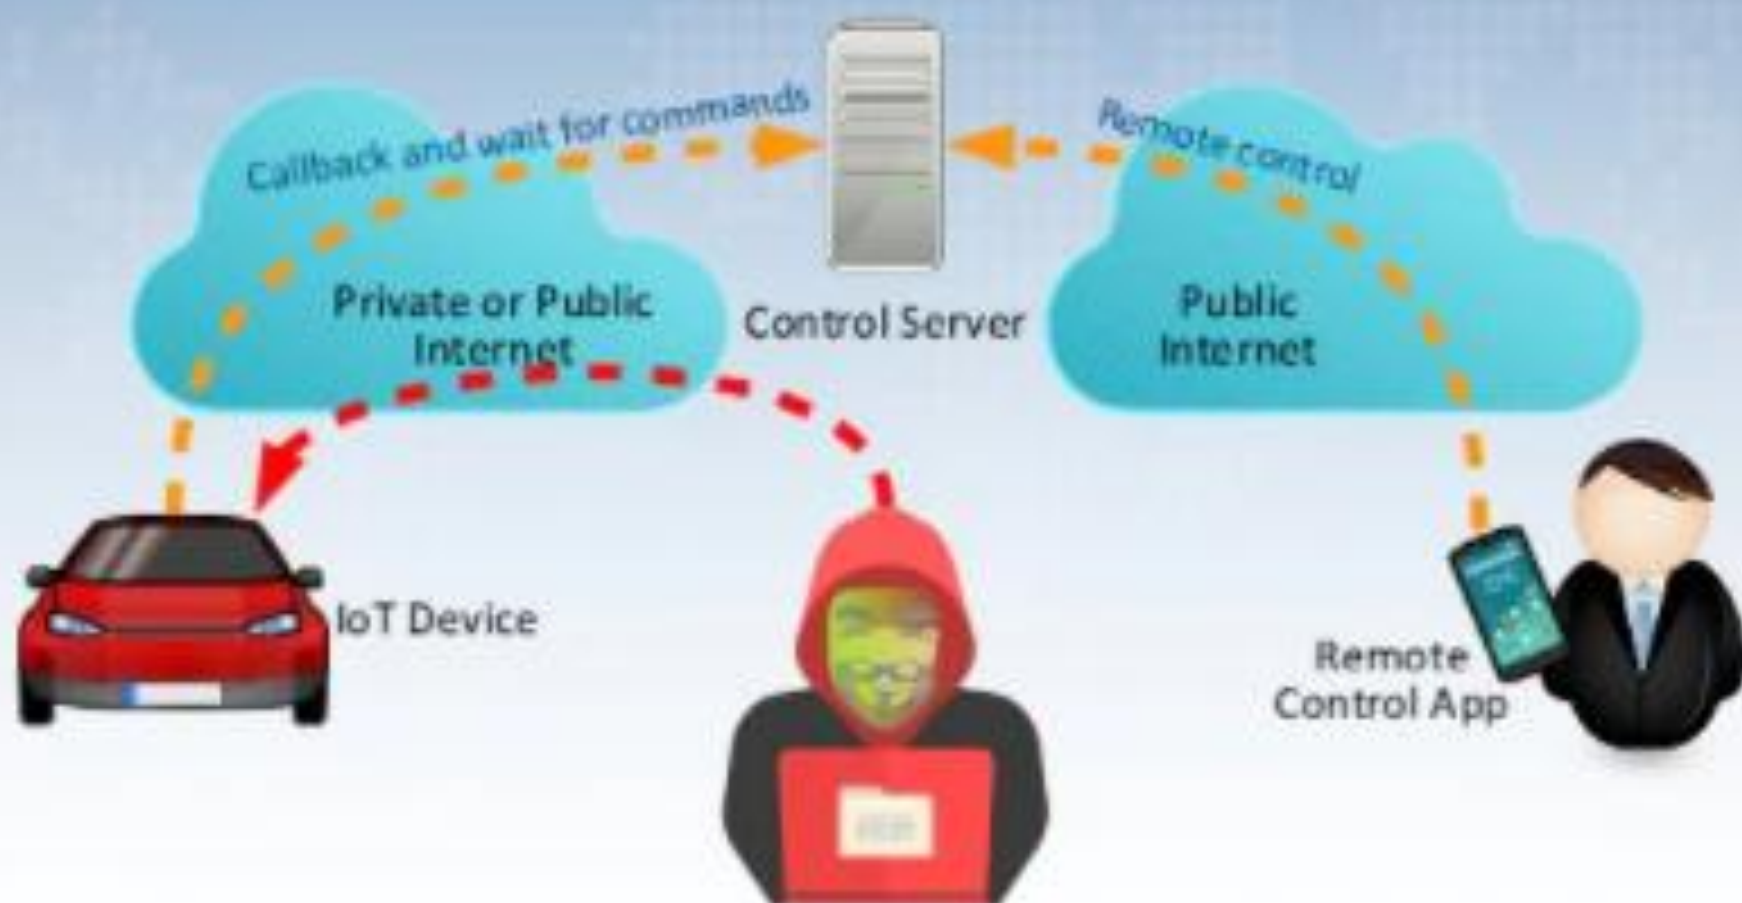 Callback and wait for commands
Remote control
Private or Public
Internet
Control Server
Public
Internet
IoT Device
Remote
Control App